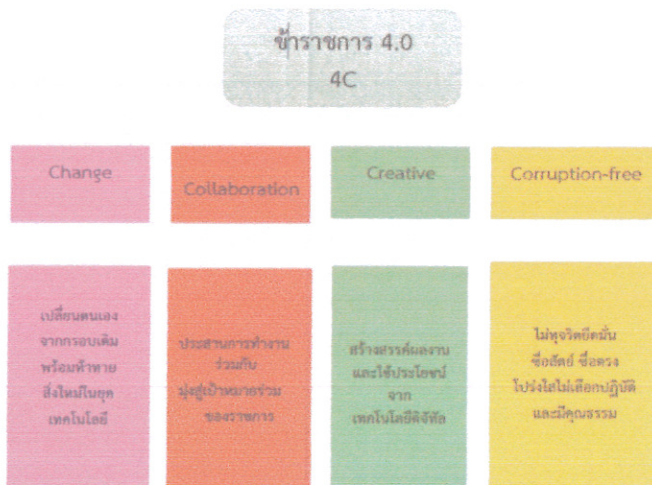 ข้าราชการ 4.0
4C
Change
Collaboration
Creative
Corruption-free
เปลี่ยนตนเอง
จากกรอบเดิม
พร้อมท้าทาย
สิ่งใหม่ในยุค
เทคโนโลยี
ประสานการทำงาน
ร่วมกัน
มุ่งสู่เป้าหมายร่วม
ของราชการ
สร้างสรรค์ผลงาน
และใช้ประโยชน์
จาก
เทคโนโลยีดิจิทัล
ไม่ทุจริตยึดมั่น
ซื่อสัตย์ ซื่อตรง
โปร่งใสไม่เลือกปฏิบัติ
และมีคุณธรรม